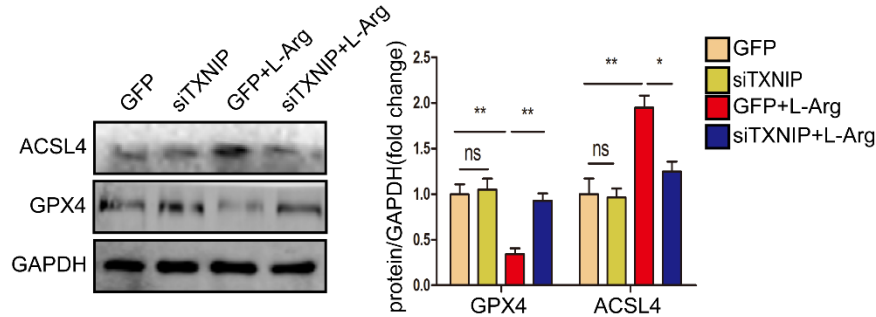 GFP
siTXNIP
GFP+L-Arg
siTXNIP+L-Arg
ACSL4
GPX4
GAPDH
protein/GAPDH(fold change)
2.5
2.0
1.5
1.0
0.5
0.0
** **
ns
** *
ns
GPX4 ACSL4
GFP
siTXNIP
GFP+L-Arg
siTXNIP+L-Arg